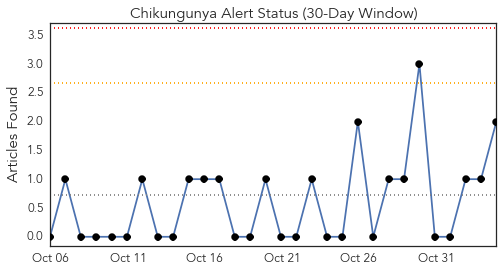 Chikungunya Alert Status (30-Day Window)
Articles Found
3.5
3.0
2.5
2.0
1.5
1.0
0.5
0.0
Oct 06 Oct 11 Oct 16 Oct 21 Oct 26 Oct 31